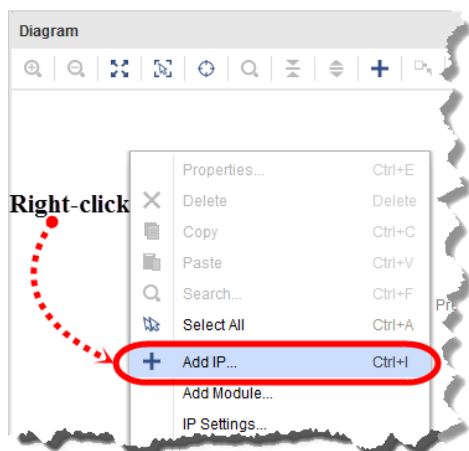 Diagram
Properties... Ctrl+E
Right-click
Delete Delete
Copy Ctrl+C
Paste Ctrl+V
Search... Ctrl+F
Select All Ctrl+A
Add IP... Ctrl+I
Add Module...
IP Settings...